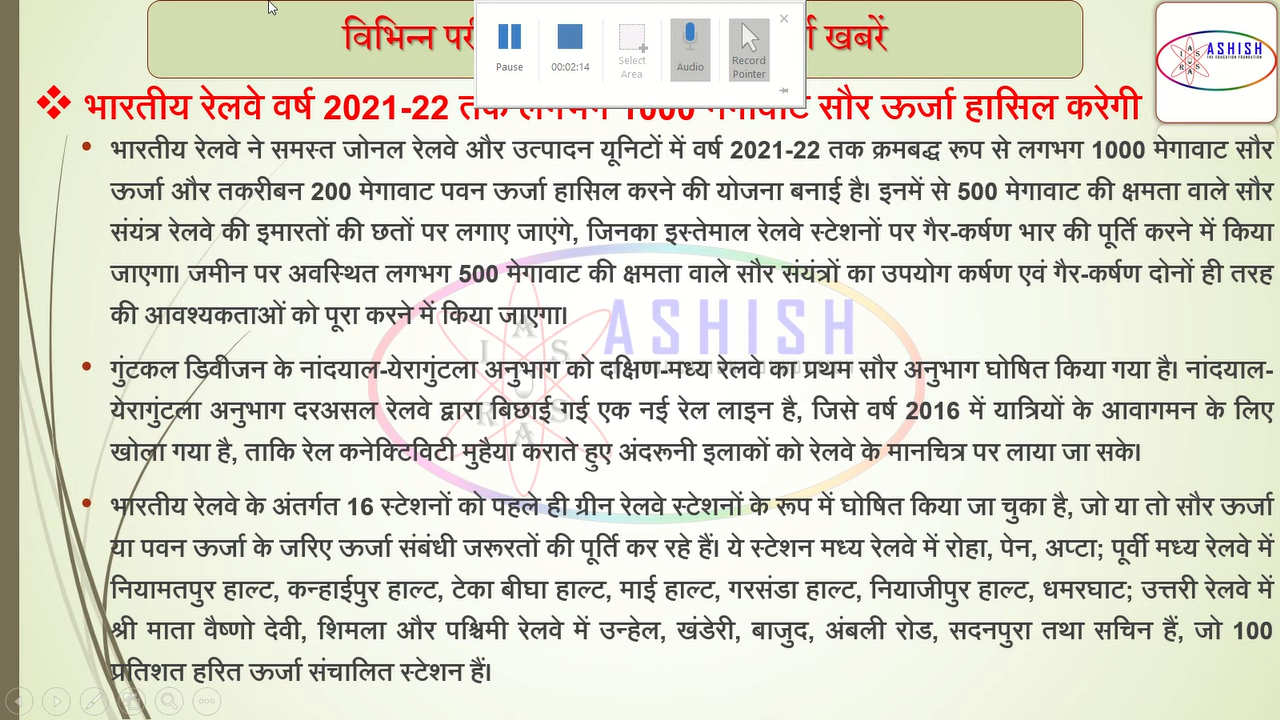 विभिन्न
खबरें
Pause
00:02:14
Select Area
Audio
Record Pointer
ASHISH
THE EDUCATION FOUNDATION
भारतीय रेलवे वर्ष 2021-22 तक लगभग 1000 मेगावाट सौर ऊर्जा हासिल करेगी
• भारतीय रेलवे ने समस्त जोनल रेलवे और उत्पादन यूनिटों में वर्ष 2021-22 तक क्रमबद्ध रूप से लगभग 1000 मेगावाट सौर
ऊर्जा और तकरीबन 200 मेगावाट पवन ऊर्जा हासिल करने की योजना बनाई है। इनमें से 500 मेगावाट की क्षमता वाले सौर
संयंत्र रेलवे की इमारतों की छतों पर लगाए जाएंगे, जिनका इस्तेमाल रेलवे स्टेशनों पर गैर-कर्षण भार की पूर्ति करने में किया
जाएगा। जमीन पर अवस्थित लगभग 500 मेगावाट की क्षमता वाले सौर संयंत्रों का उपयोग कर्षण एवं गैर-कर्षण दोनों ही तरह
की आवश्यकताओं को पूरा करने में किया जाएगा।
ASHISH
• गुंटकल डिवीजन के नांदयाल-येरागुंटला अनुभाग को दक्षिण-मध्य रेलवे का प्रथम सौर अनुभाग घोषित किया गया है। नांदयाल-
येरागुंटला अनुभाग दरअसल रेलवे द्वारा बिछाई गई एक नई रेल लाइन है, जिसे वर्ष 2016 में यात्रियों के आवागमन के लिए
खोला गया है, ताकि रेल कनेक्टिविटी मुहैया कराते हुए अंदरूनी इलाकों को रेलवे के मानचित्र पर लाया जा सके।
• भारतीय रेलवे के अंतर्गत 16 स्टेशनों को पहले ही ग्रीन रेलवे स्टेशनों के रूप में घोषित किया जा चुका है, जो या तो सौर ऊर्जा
या पवन ऊर्जा के जरिए ऊर्जा संबंधी जरूरतों की पूर्ति कर रहे हैं। ये स्टेशन मध्य रेलवे में रोहा, पेन, अप्टा; पूर्वी मध्य रेलवे में
नियामतपुर हाल्ट, कन्हाईपुर हाल्ट, टेका बीघा हाल्ट, माई हाल्ट, गरसंडा हाल्ट, नियाजीपुर हाल्ट, धमरघाट; उत्तरी रेलवे में
श्री माता वैष्णो देवी, शिमला और पश्चिमी रेलवे में उन्हेल, खंडेरी, बाजुद, अंबली रोड, सदनपुरा तथा सचिन हैं, जो 100
प्रतिशत हरित ऊर्जा संचालित स्टेशन हैं।